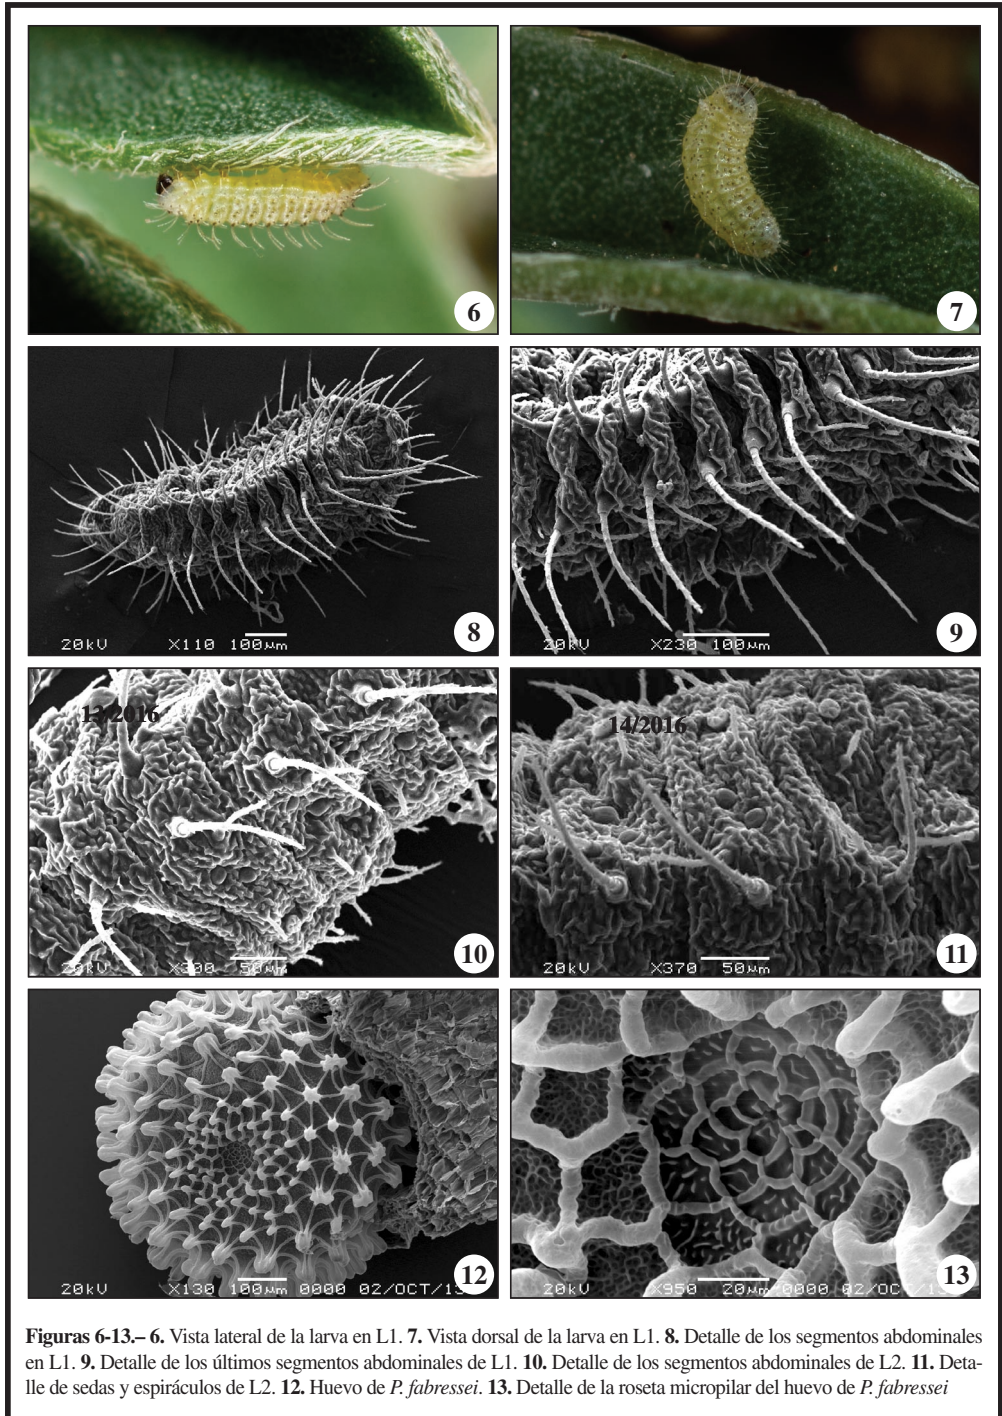 6
7
20kV X110 100µm 8
20kV X230 100µm 9
13/2016
20kV X300 50µm 10
14/2016
20kV X370 50µm 11
20kV X130 100µm 0000 02/OCT/13 12
20kV X950 20µm 0000 02/OCT/ 13
Figuras 6-13.– 6. Vista lateral de la larva en L1. 7. Vista dorsal de la larva en L1. 8. Detalle de los segmentos abdominales
en L1. 9. Detalle de los últimos segmentos abdominales de L1. 10. Detalle de los segmentos abdominales de L2. 11. Deta-
lle de sedas y espiráculos de L2. 12. Huevo de P. fabressei. 13. Detalle de la roseta micropilar del huevo de P. fabressei